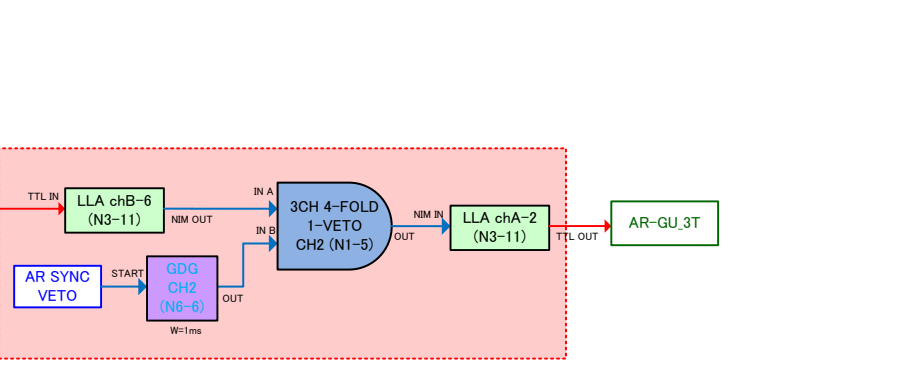 TTL IN
LLA chB-6
(N3-11)
NIM OUT
IN A
IN B
3CH 4-FOLD
1-VETO
CH2 (N1-5)
OUT
NIM IN
LLA chA-2
(N3-11)
TTL OUT
AR-GU_3T
AR SYNC
VETO
START
GDG
CH2
(N6-6)
OUT
W=1ms